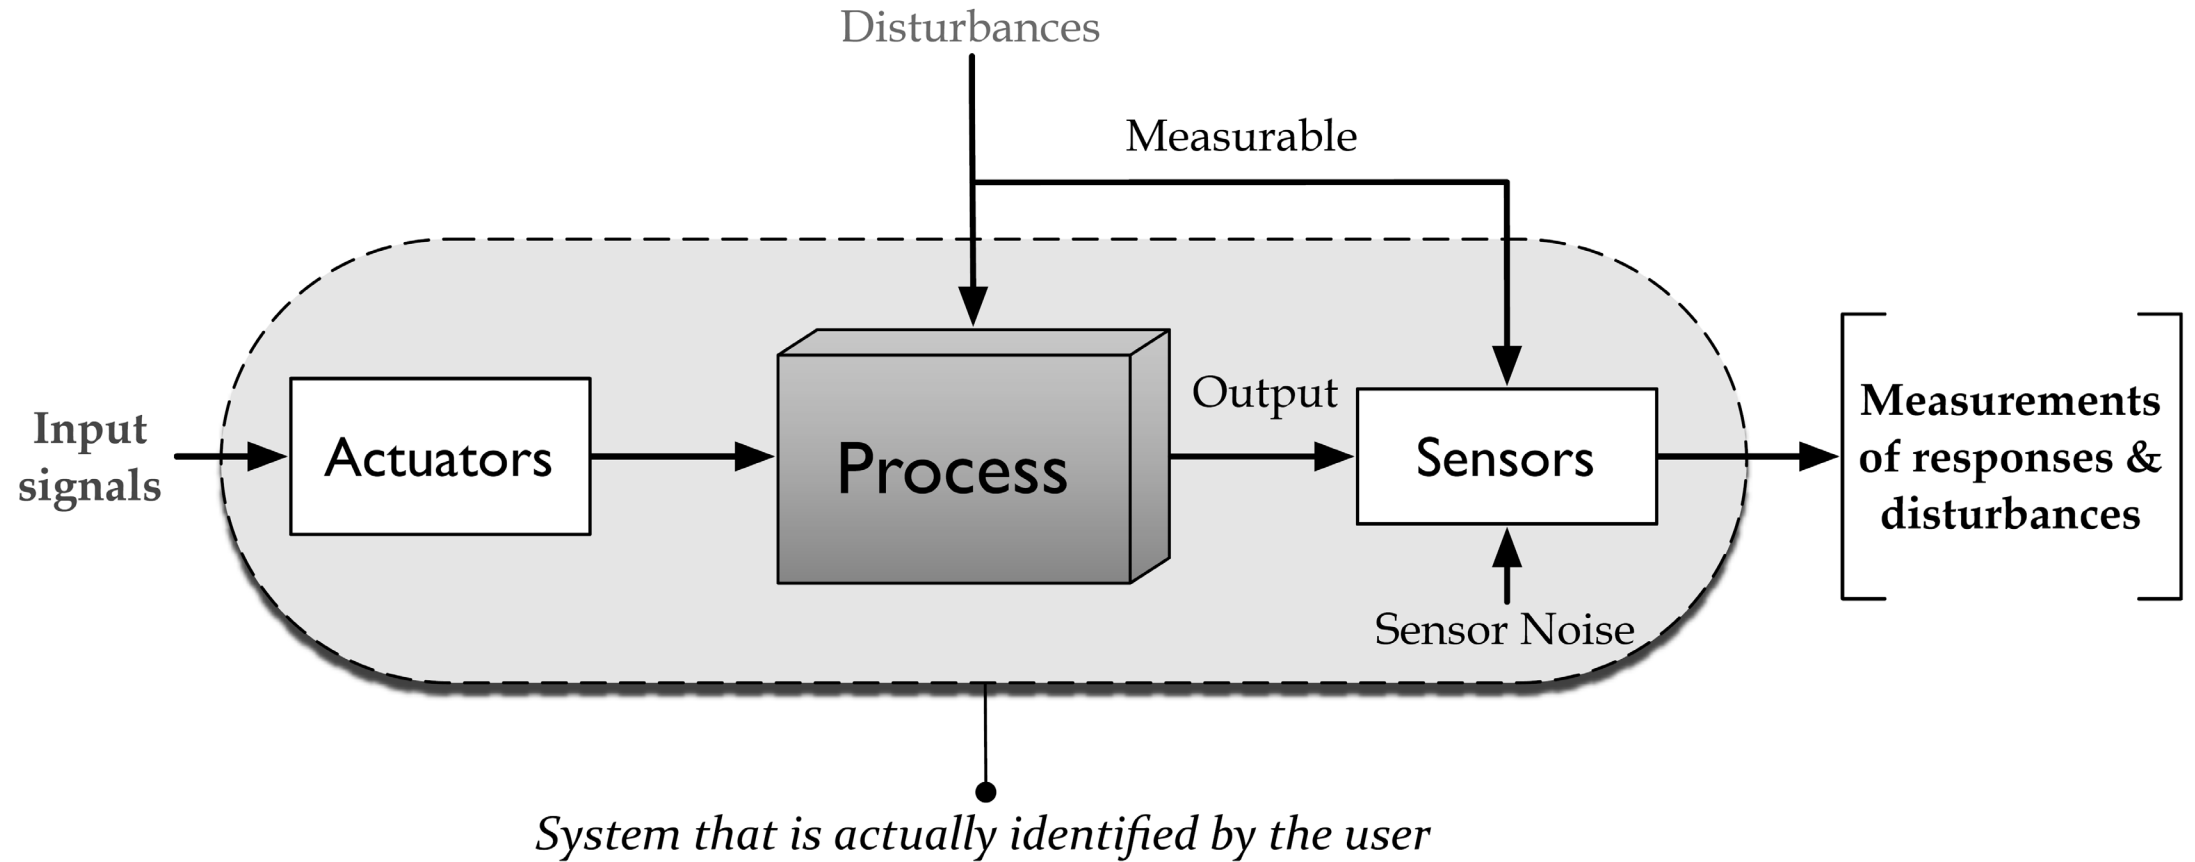 Disturbances
Measurable
Input
signals
Actuators
Process
Output
Sensors
Sensor Noise
Measurements
of responses &
disturbances
System that is actually identified by the user